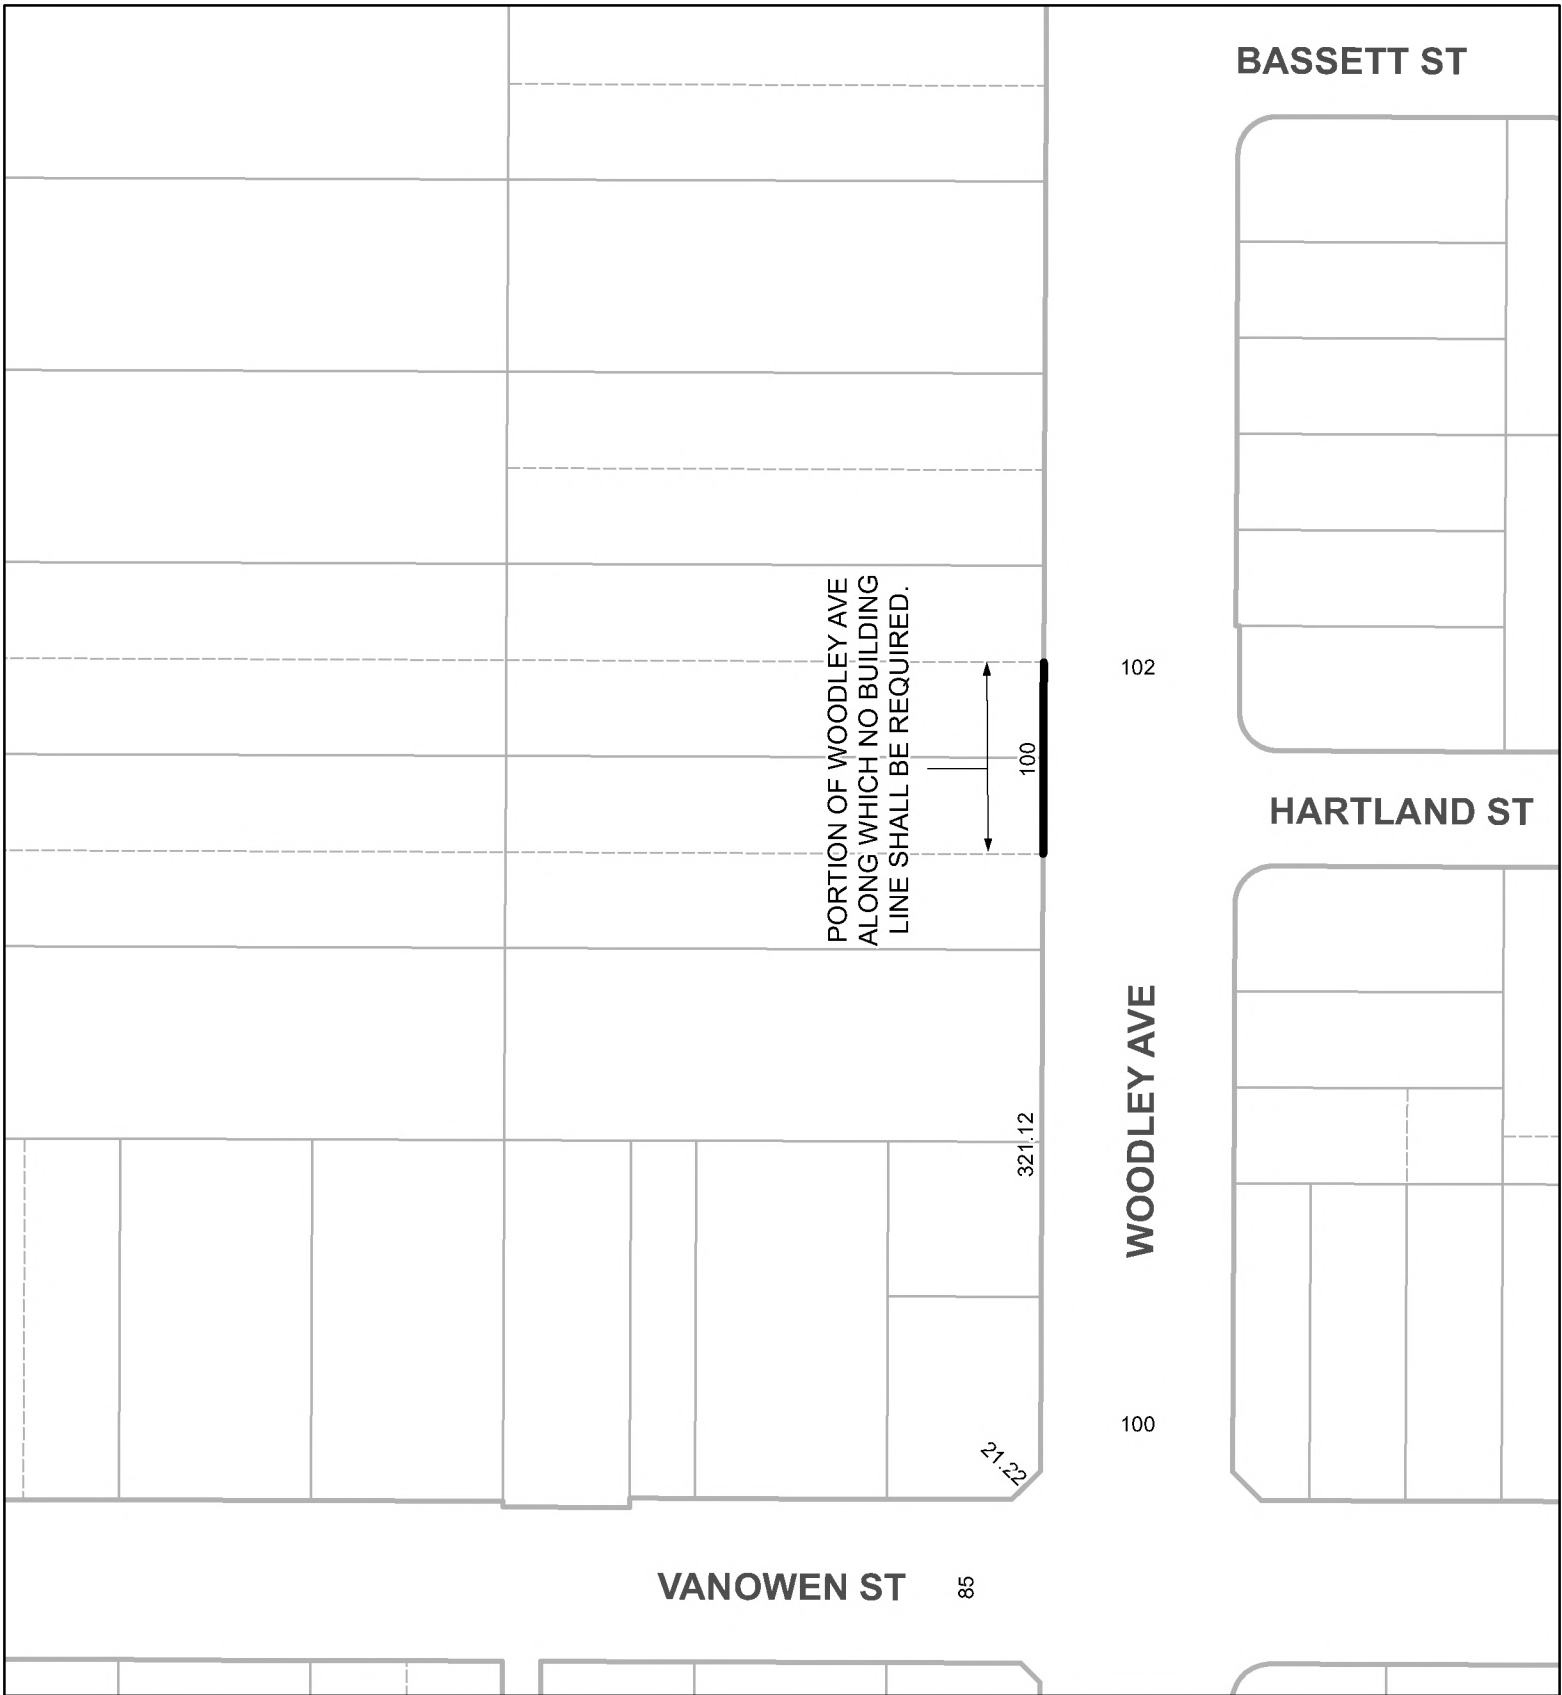 BASSETT ST
PORTION OF WOODLEY AVE
ALONG WHICH NO BUILDING
LINE SHALL BE REQUIRED.
102
100
HARTLAND ST
WOODLEY AVE
321.12
100
21.22
VANOWEN ST
85